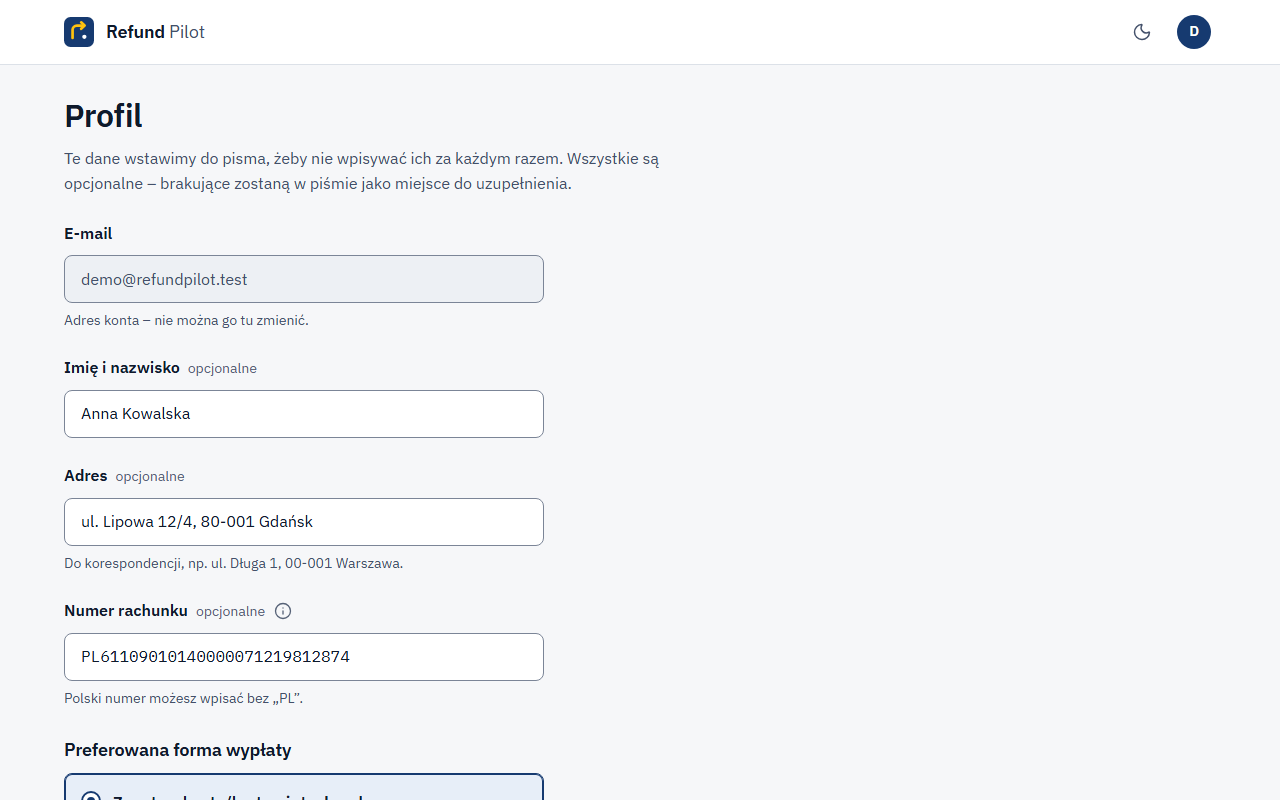 Refund Pilot
D
Profil
Te dane wstawimy do pisma, żeby nie wpisywać ich za każdym razem. Wszystkie są
opcjonalne – brakujące zostaną w piśmie jako miejsce do uzupełnienia.
E-mail
demo@refundpilot.test
Adres konta – nie można go tu zmienić.
Imię i nazwisko opcjonalne
Anna Kowalska
Adres opcjonalne
ul. Lipowa 12/4, 80-001 Gdańsk
Do korespondencji, np. ul. Długa 1, 00-001 Warszawa.
Numer rachunku opcjonalne
PL61109010140000071219812874
Polski numer możesz wpisać bez „PL”.
Preferowana forma wypłaty